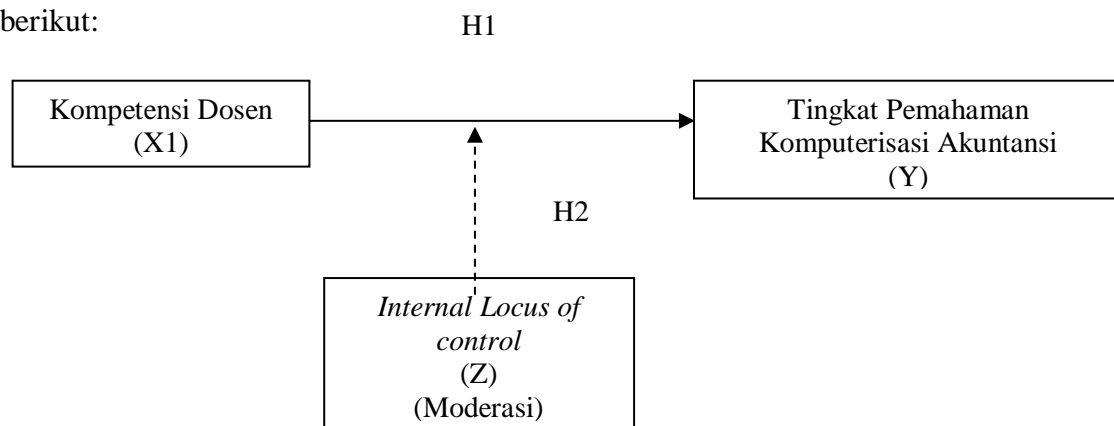 berikut:
H1
Kompetensi Dosen
(X1)
Tingkat Pemahaman
Komputerisasi Akuntansi
(Y)
H2
Internal Locus of
control
(Z)
(Moderasi)